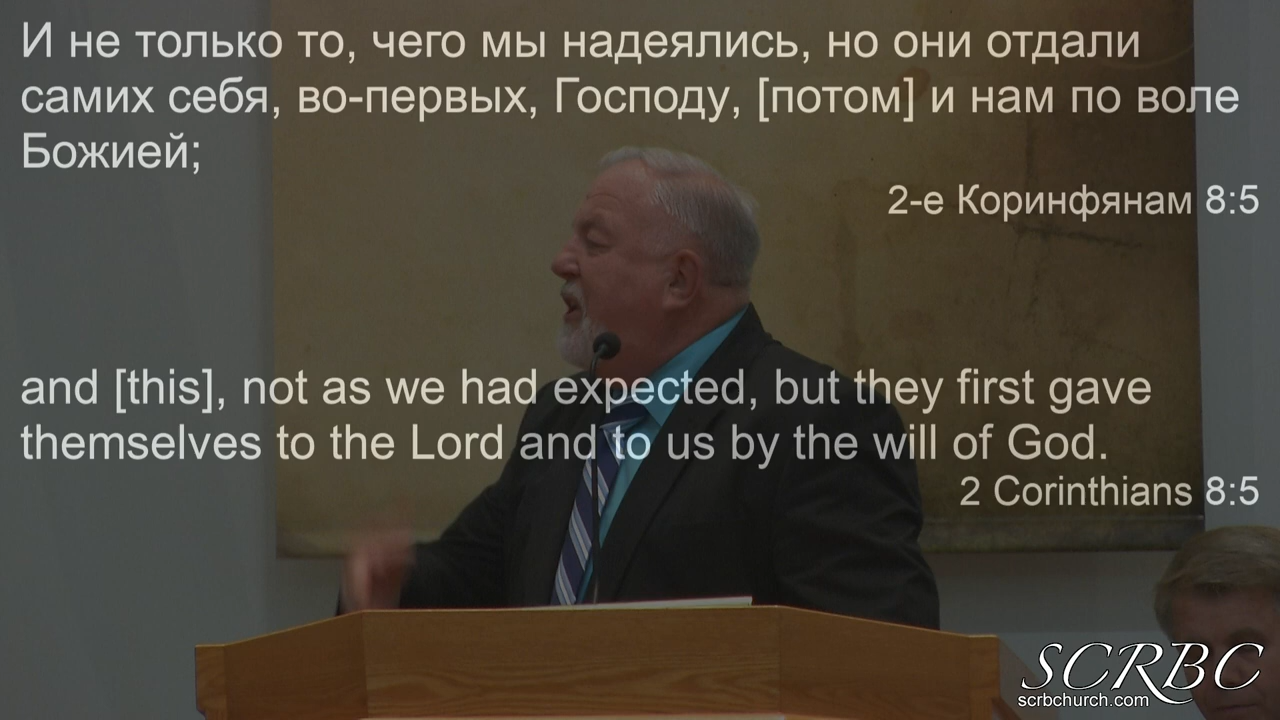 И не только то, чего мы надеялись, но они отдали
самих себя, во-первых, Господу, [потом] и нам по воле
Божией;
2-е Коринфянам 8:5
and [this], not as we had expected, but they first gave
themselves to the Lord and to us by the will of God.
2 Corinthians 8:5
SCRBC
scrbchurch.com